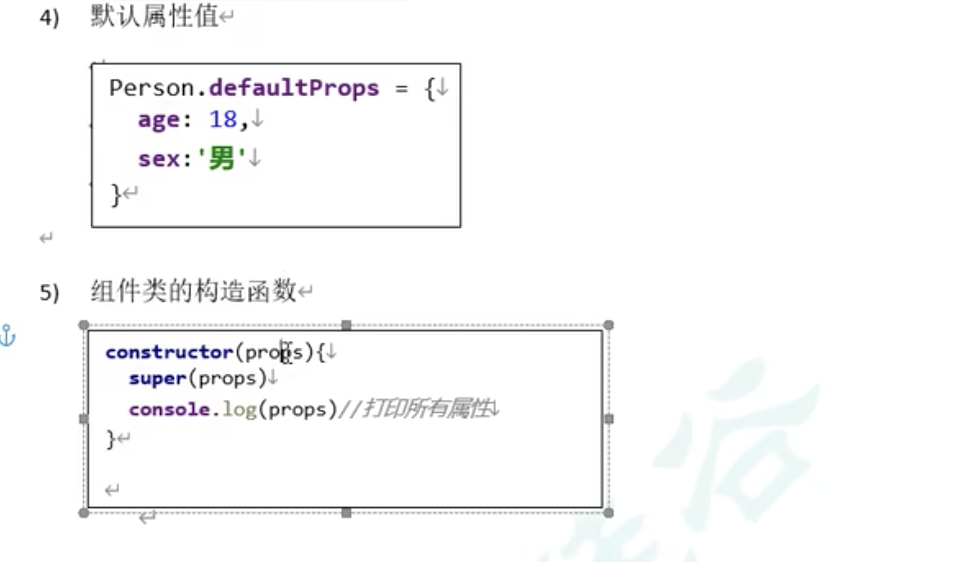 4) 默认属性值↵
Person.defaultProps = {↓
age: 18,↓
sex:'男'↓
}↵
↵
5) 组件类的构造函数↵
constructor(props){↓
super(props)↓
console.log(props)//打印所有属性↓
}↵
↵
↵